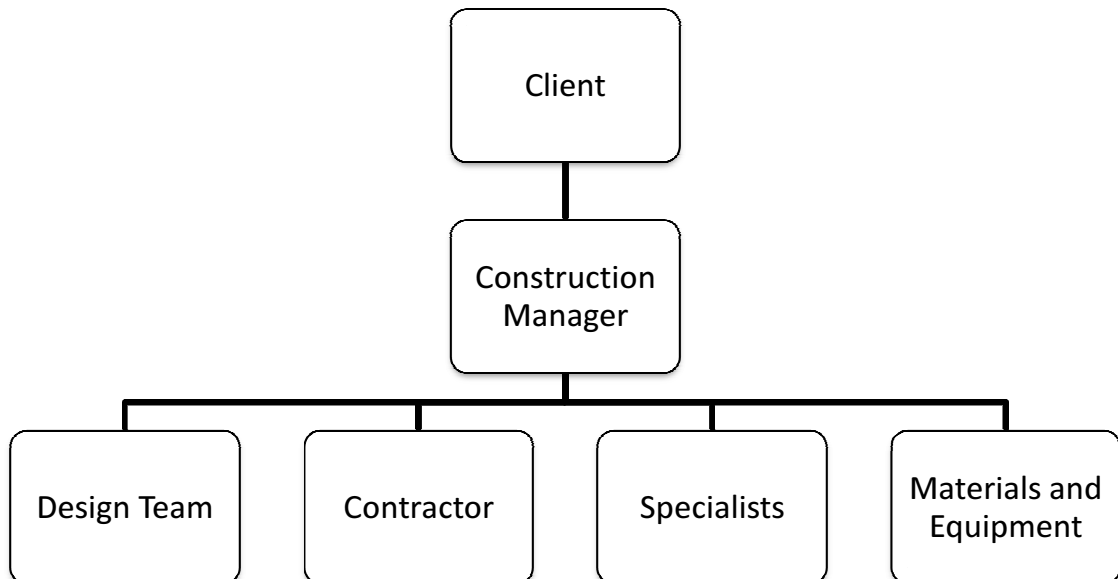 Client
Construction
Manager
Design Team
Contractor
Specialists
Materials and
Equipment